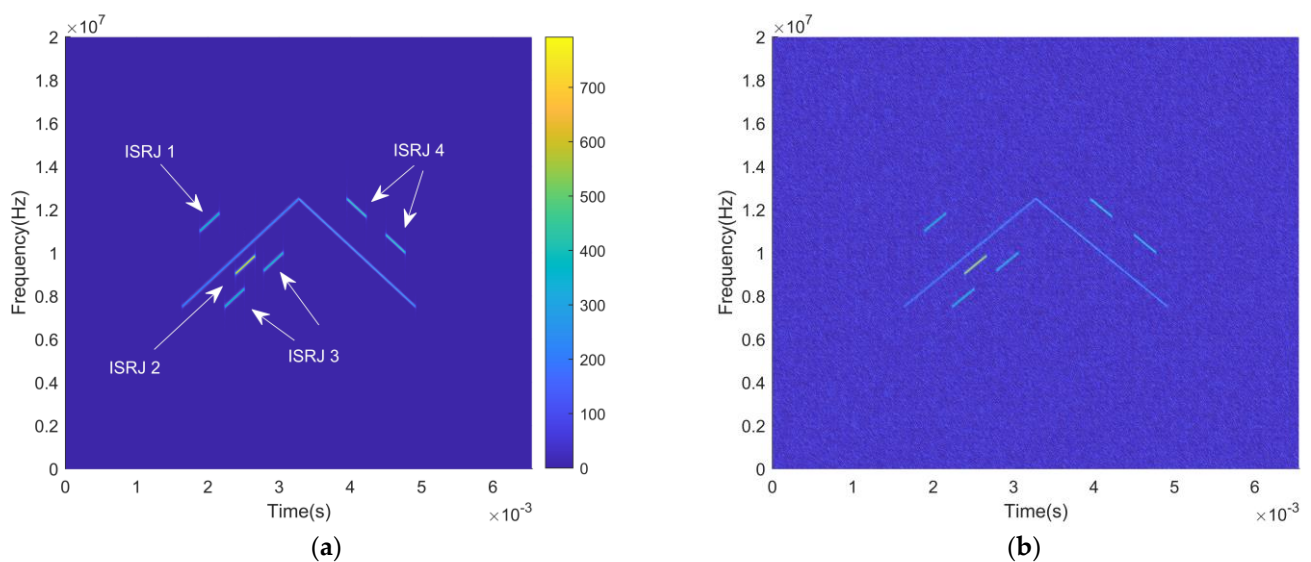 ×10⁷
2
1.8
1.6
1.4
1.2
1
0.8
0.6
0.4
0.2
0
Frequency(Hz)
ISRJ 1
ISRJ 4
ISRJ 2
ISRJ 3
0 1 2 3 4 5 6
Time(s)
×10⁻³
700
600
500
400
300
200
100
0
(a)
×10⁷
2
1.8
1.6
1.4
1.2
1
0.8
0.6
0.4
0.2
0
Frequency(Hz)
0 1 2 3 4 5 6
Time(s)
×10⁻³
(b)